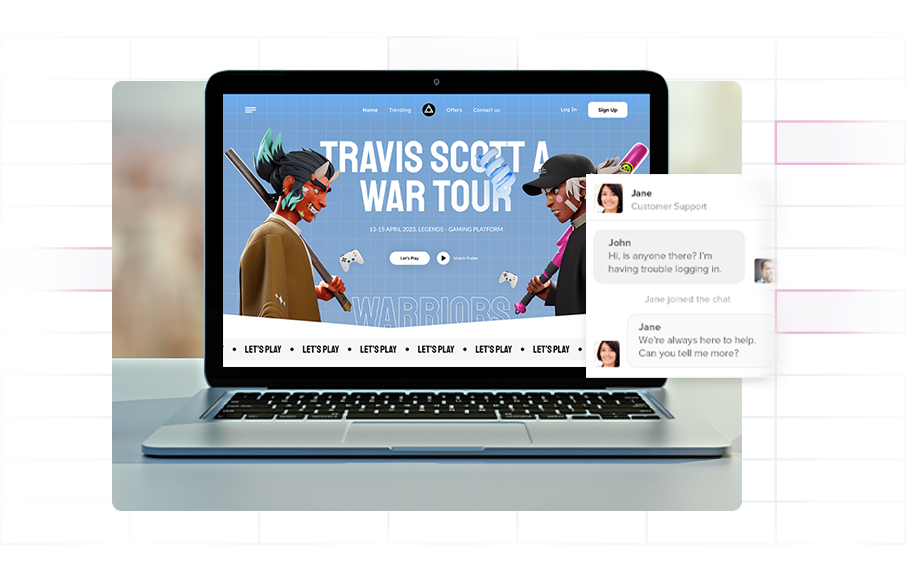 Home Trending Offers Contact us Log In Sign Up
TRAVIS SCOTT A
WAR TOUR
13-15 APRIL 2023, LEGENDS - GAMING PLATFORM
Let's Play Watch Trailer
WARRIORS
• LET'S PLAY • LET'S PLAY • LET'S PLAY • LET'S PLAY • LET'S PLAY • LET'S PLAY •
Jane
Customer Support
John
Hi, is anyone there? I'm
having trouble logging in.
Jane joined the chat
Jane
We're always here to help.
Can you tell me more?